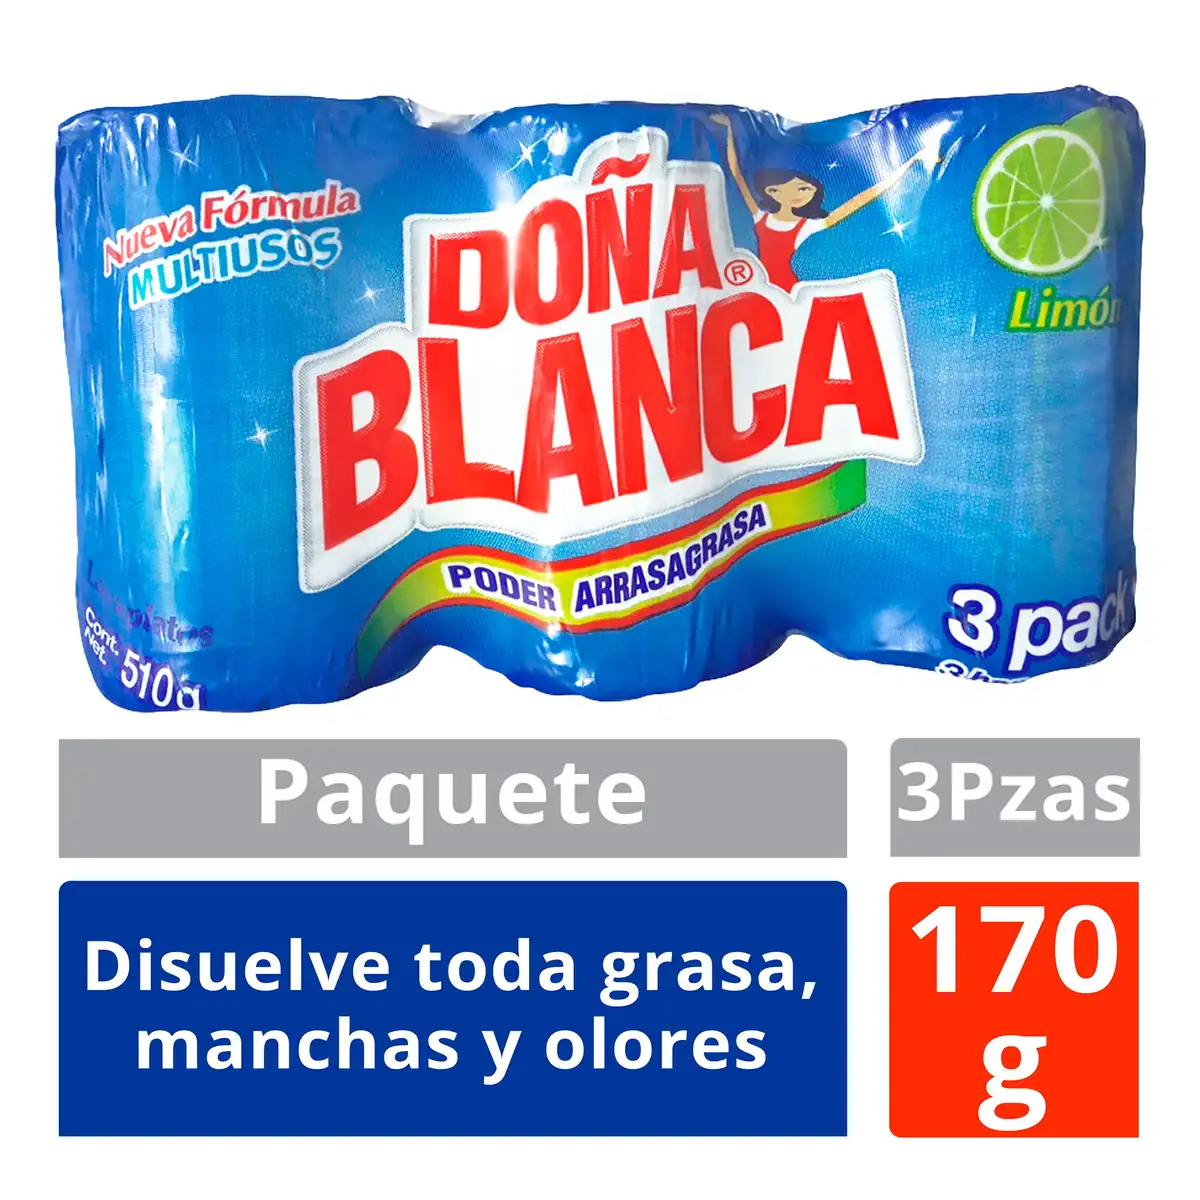 Nueva Fórmula
MULTIUSOS
DOÑA
BLANCA
®
Limón
PODER ARRASAGRASA
Lavaplatos
Cont.
Net. 510g
3 pack
Paquete
3Pzas
Disuelve toda grasa,
manchas y olores
170
g